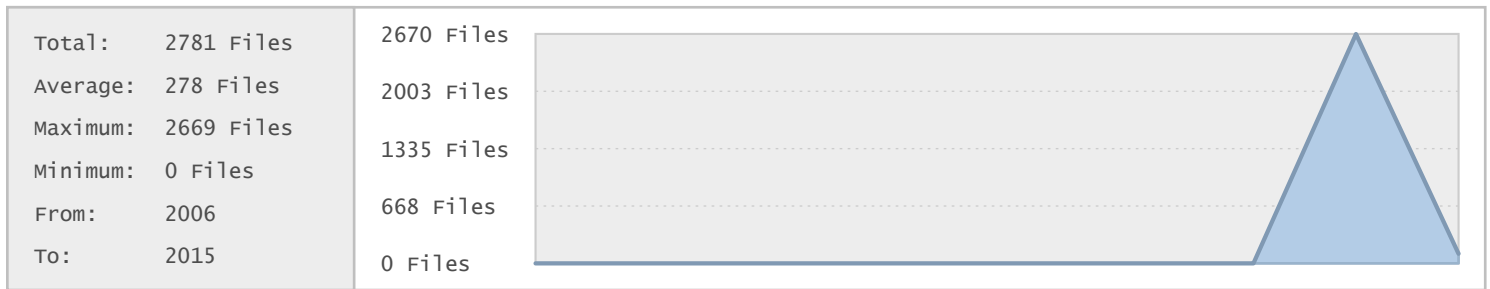 Total: 2781 Files
Average: 278 Files
Maximum: 2669 Files
Minimum: 0 Files
From: 2006
To: 2015
2670 Files
2003 Files
1335 Files
668 Files
0 Files